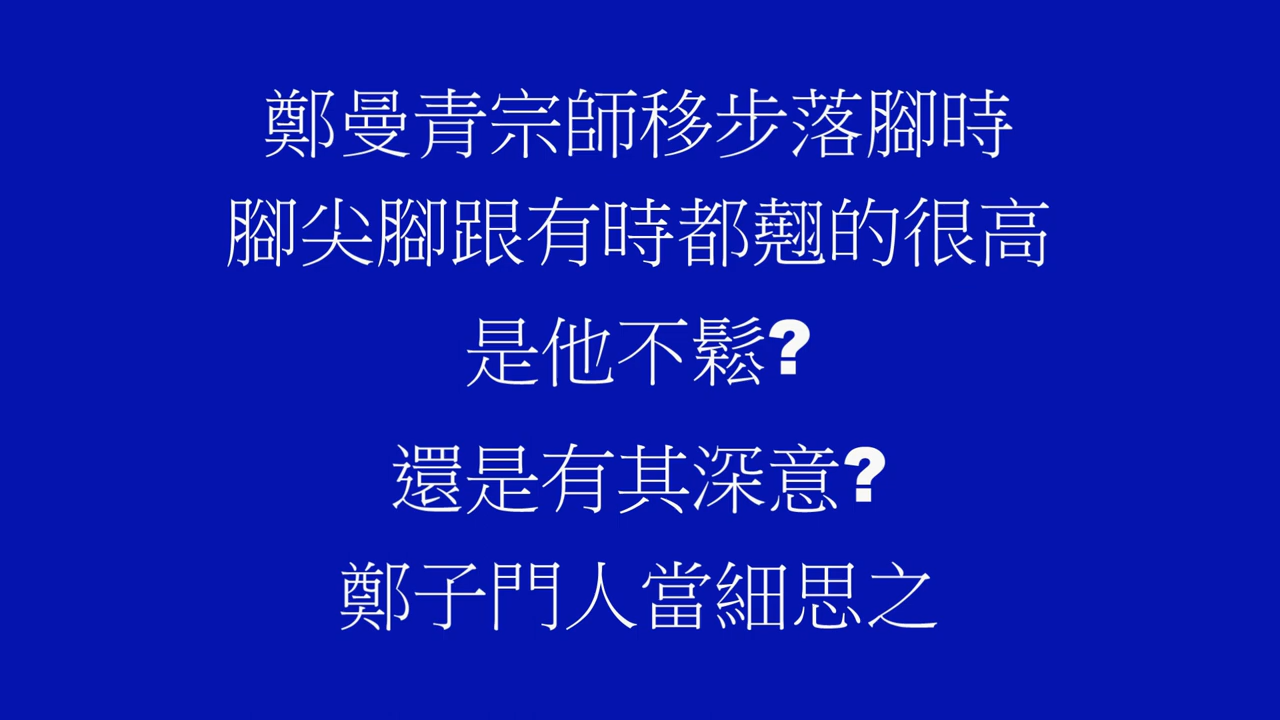 鄭曼青宗師移步落腳時
腳尖腳跟有時都翹的很高
是他不鬆?
還是有其深意?
鄭子門人當細思之